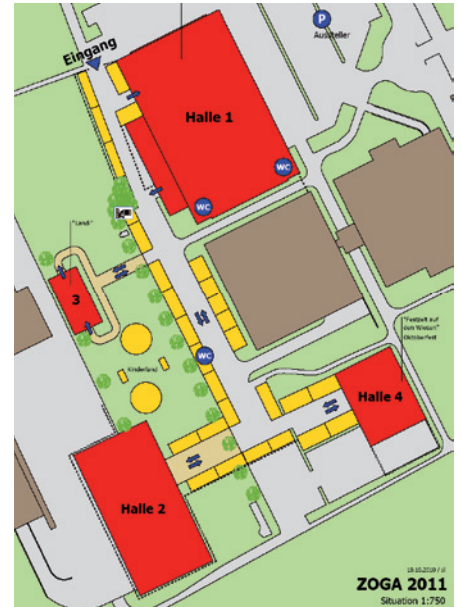 Eingang
P
Aussteller
Halle 1
WC
WC
"Land"
3
WC
Kinderland
"Festzelt auf
den Wiesen"
Oktoberfest
Halle 4
Halle 2
ZOGA 2011
Situation 1:750